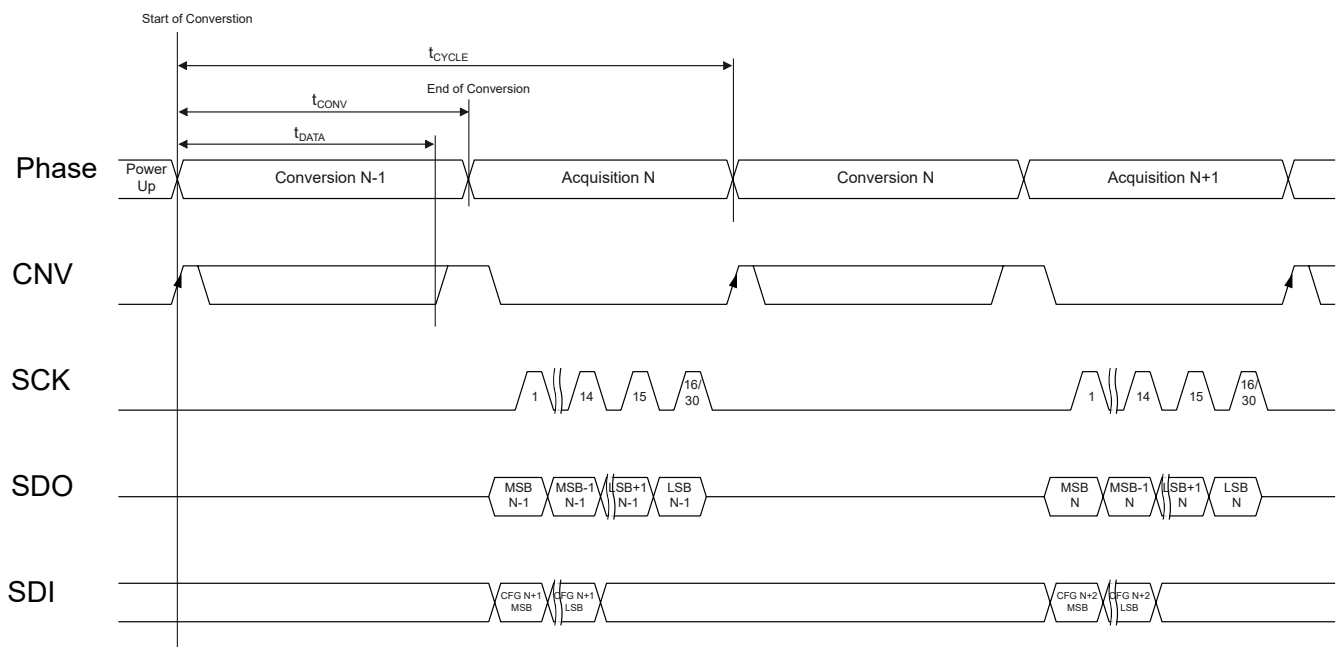 Start of Converstion
tCYCLE
End of Conversion
tCONV
tDATA
Phase
Power
Up
Conversion N-1
Acquisition N
Conversion N
Acquisition N+1
CNV
SCK
1
14
15
16/
30
1
14
15
16/
30
SDO
MSB
N-1
MSB-1
N-1
LSB+1
N-1
LSB
N-1
MSB
N
MSB-1
N
LSB+1
N
LSB
N
SDI
CFG N+1
MSB
CFG N+1
LSB
CFG N+2
MSB
CFG N+2
LSB